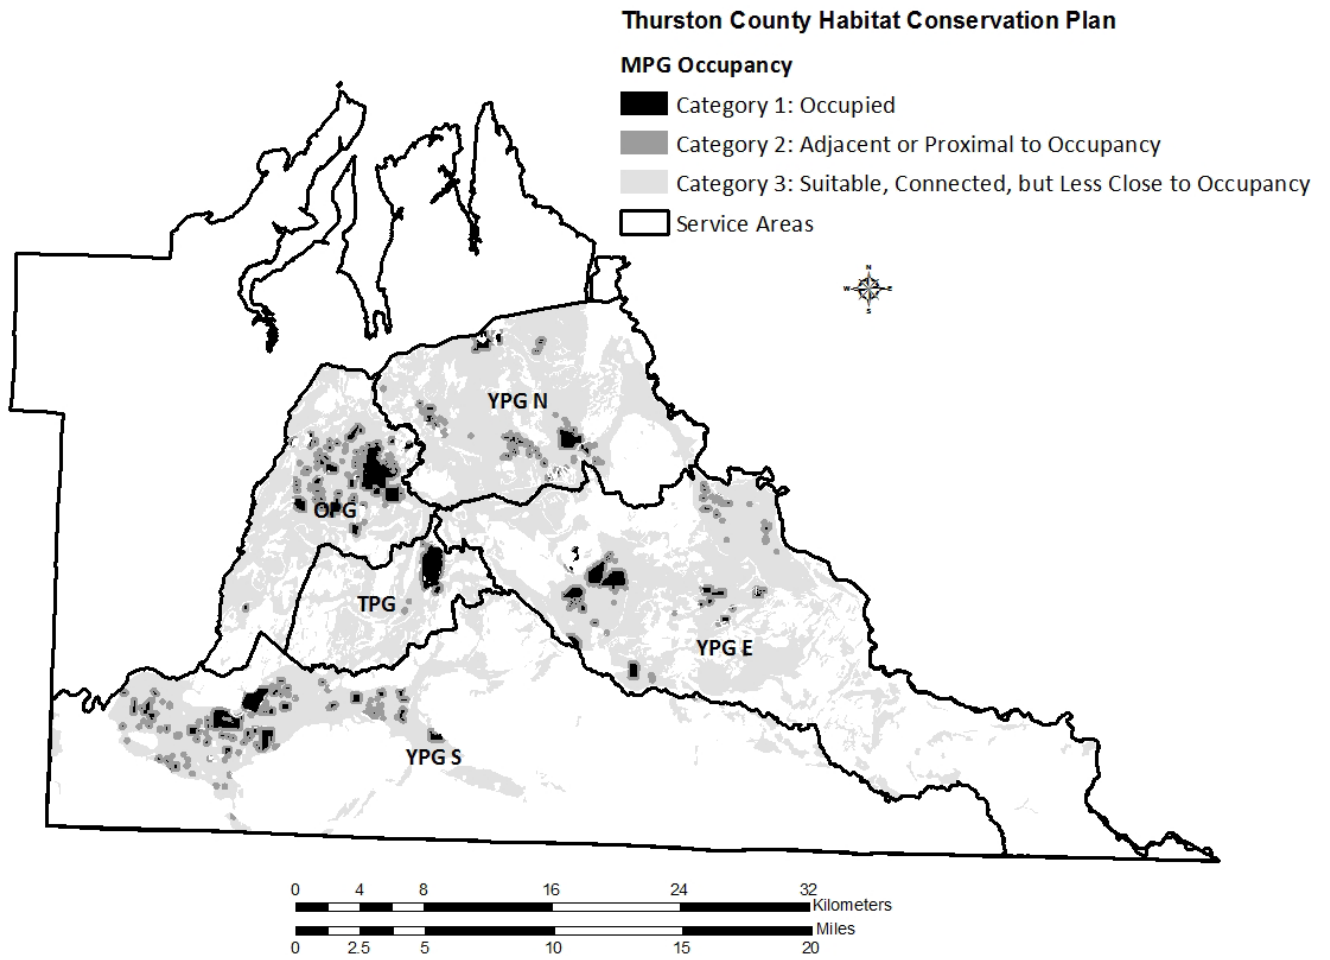 Thurston County Habitat Conservation Plan
MPG Occupancy
Category 1: Occupied
Category 2: Adjacent or Proximal to Occupancy
Category 3: Suitable, Connected, but Less Close to Occupancy
Service Areas
N
W E
S
YPG N
OPG
TPG
YPG E
YPG S
0 4 8 16 24 32
Kilometers
Miles
0 2.5 5 10 15 20